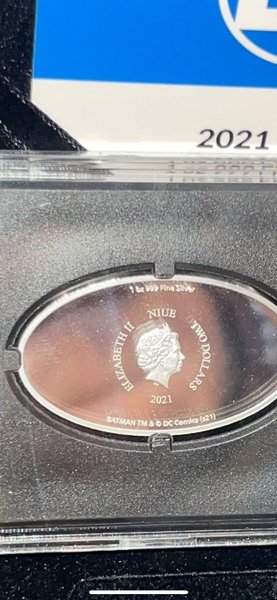 2021
1 oz 999 Fine Silver
ELIZABETH II NIUE TWO DOLLARS
2021
BATMAN TM & © DC Comics (s21)